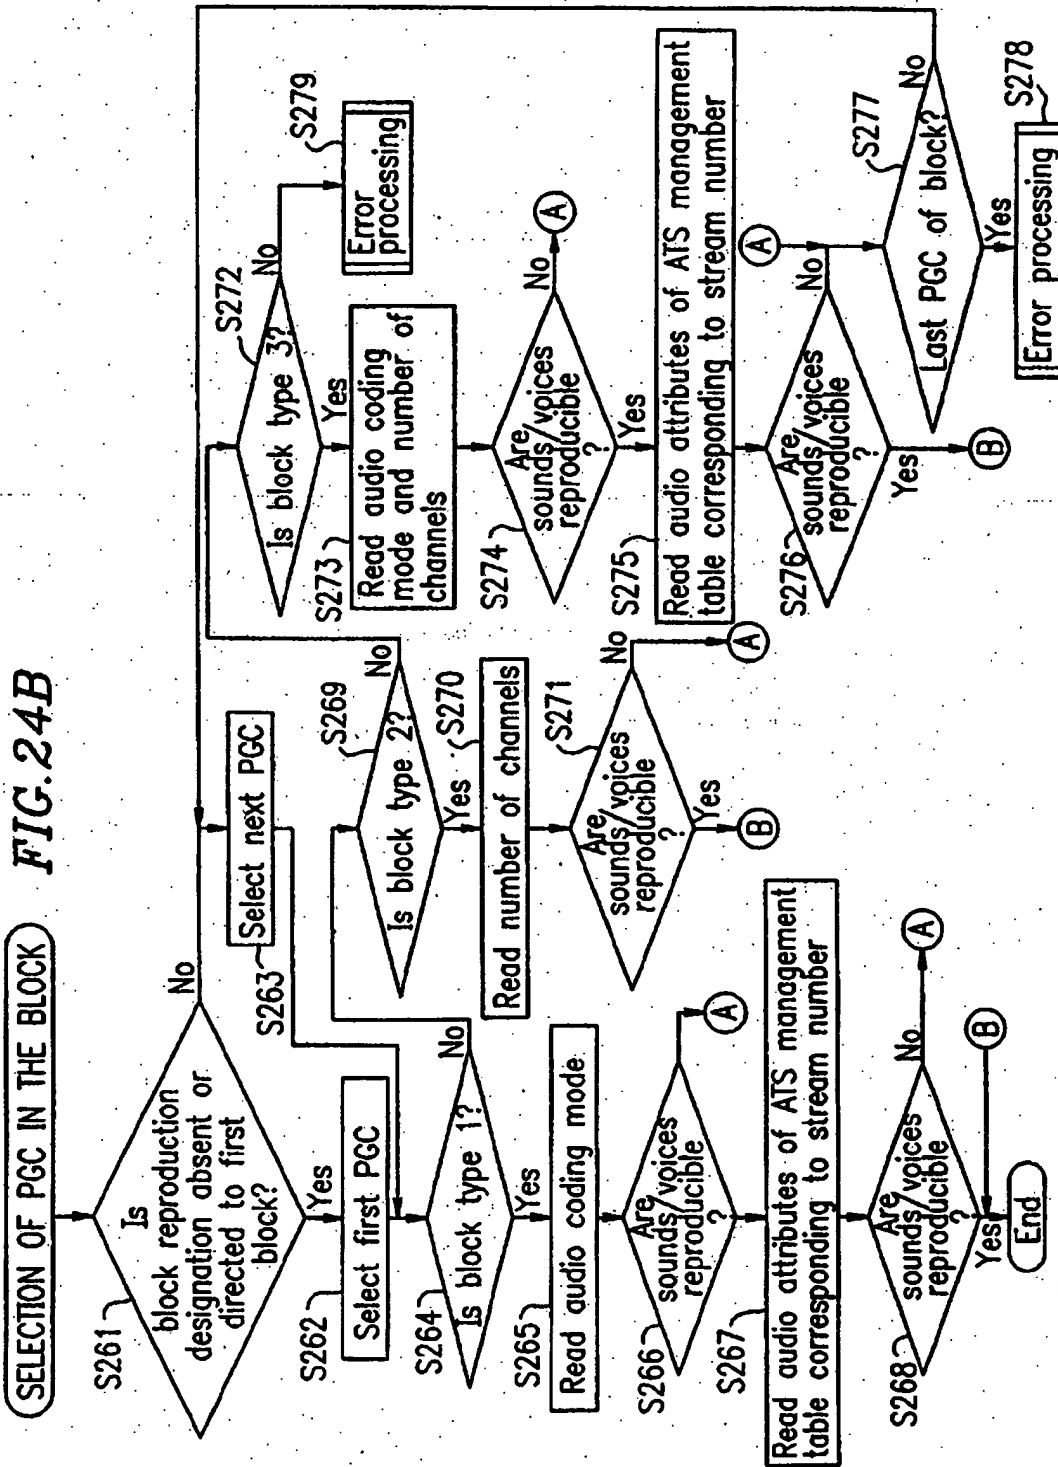 FIG.24B
SELECTION OF PGC IN THE BLOCK
S261
Is
block reproduction
designation absent or
directed to first
block?
No
Yes
S262
Select first PGC
S263
Select next PGC
S264
Is block type 1?
No
Yes
S265
Read audio coding mode
S266
Are
sounds/voices
reproducible
?
A
S267
Read audio attributes of ATS management
table corresponding to stream number
S268
Are
sounds/voices
reproducible
?
No
A
Yes
B
End
S269
Is block type 2?
No
Yes
S270
Read number of channels
S271
Are
sounds/voices
reproducible
?
No
A
Yes
B
S272
Is block type 3?
No
S279
Error
processing
Yes
S273
Read audio coding
mode and number of
channels
S274
Are
sounds/voices
reproducible
?
No
A
Yes
S275
Read audio attributes of ATS management
table corresponding to stream number
S276
Are
sounds/voices
reproducible
?
No
A
Yes
B
S277
Last PGC of block?
No
Yes
S278
Error processing